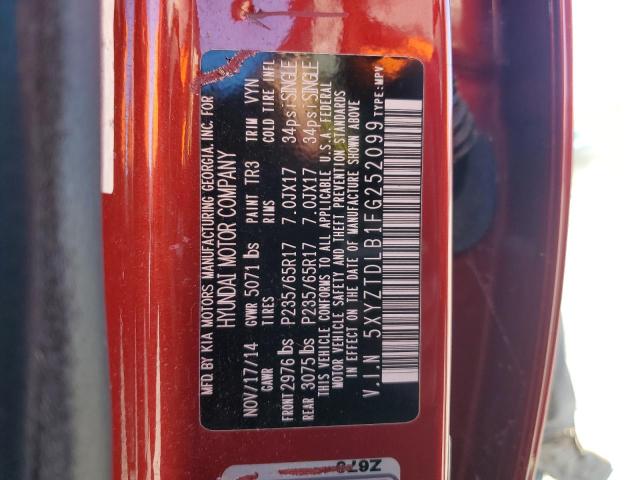 MFD BY KIA MOTORS MANUFACTURING GEORGIA, INC. FOR
HYUNDAI MOTOR COMPANY
NOV/17/14 GVWR 5071 lbs PAINT TR3 TRIM VYN
GAWR TIRES RIMS COLD TIRE INFL
FRONT 2976 lbs P235/65R17 7.0JX17 34psi SINGLE
REAR 3075 lbs P235/65R17 7.0JX17 34psi SINGLE
THIS VEHICLE CONFORMS TO ALL APPLICABLE U.S.A. FEDERAL
MOTOR VEHICLE SAFETY AND THEFT PREVENTION STANDARDS
IN EFFECT ON THE DATE OF MANUFACTURE SHOWN ABOVE
V.I.N 5XYZTDLB1FG252099 TYPE:MPV